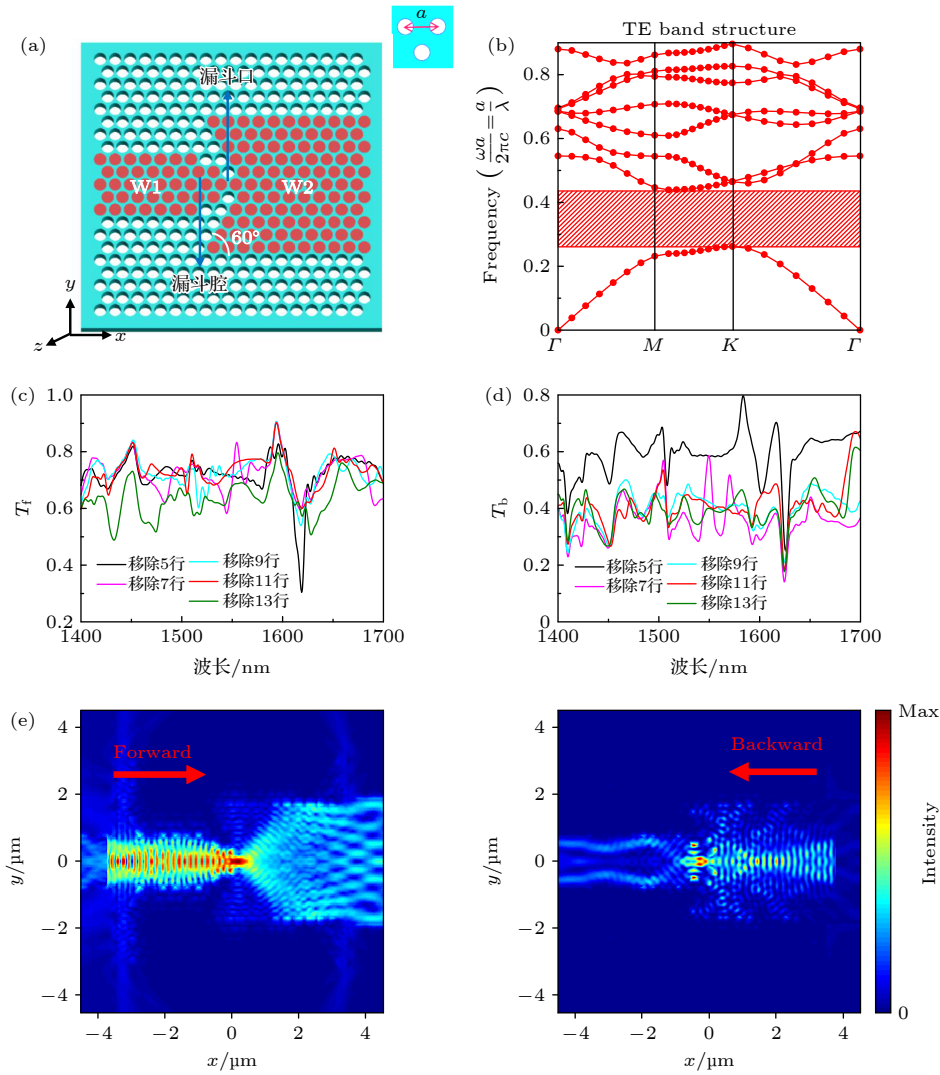 (a)
a
漏斗口
W1
W2
60°
漏斗腔
y
x
z
(b)
TE band structure
Frequency (ωa/2πc = a/λ)
0.8
0.6
0.4
0.2
0
Γ M K Γ
(c)
1.0
0.8
0.6
0.4
0.2
T_f
移除5行 移除9行
移除7行 移除11行
移除13行
1400 1500 1600 1700
波长/nm
(d)
0.8
0.6
0.4
0.2
0
T_b
移除5行 移除9行
移除7行 移除11行
移除13行
1400 1500 1600 1700
波长/nm
(e)
Forward
4
2
0
−2
−4
y/µm
−4 −2 0 2 4
x/µm
Backward
4
2
0
−2
−4
y/µm
−4 −2 0 2 4
x/µm
Max
Intensity
0